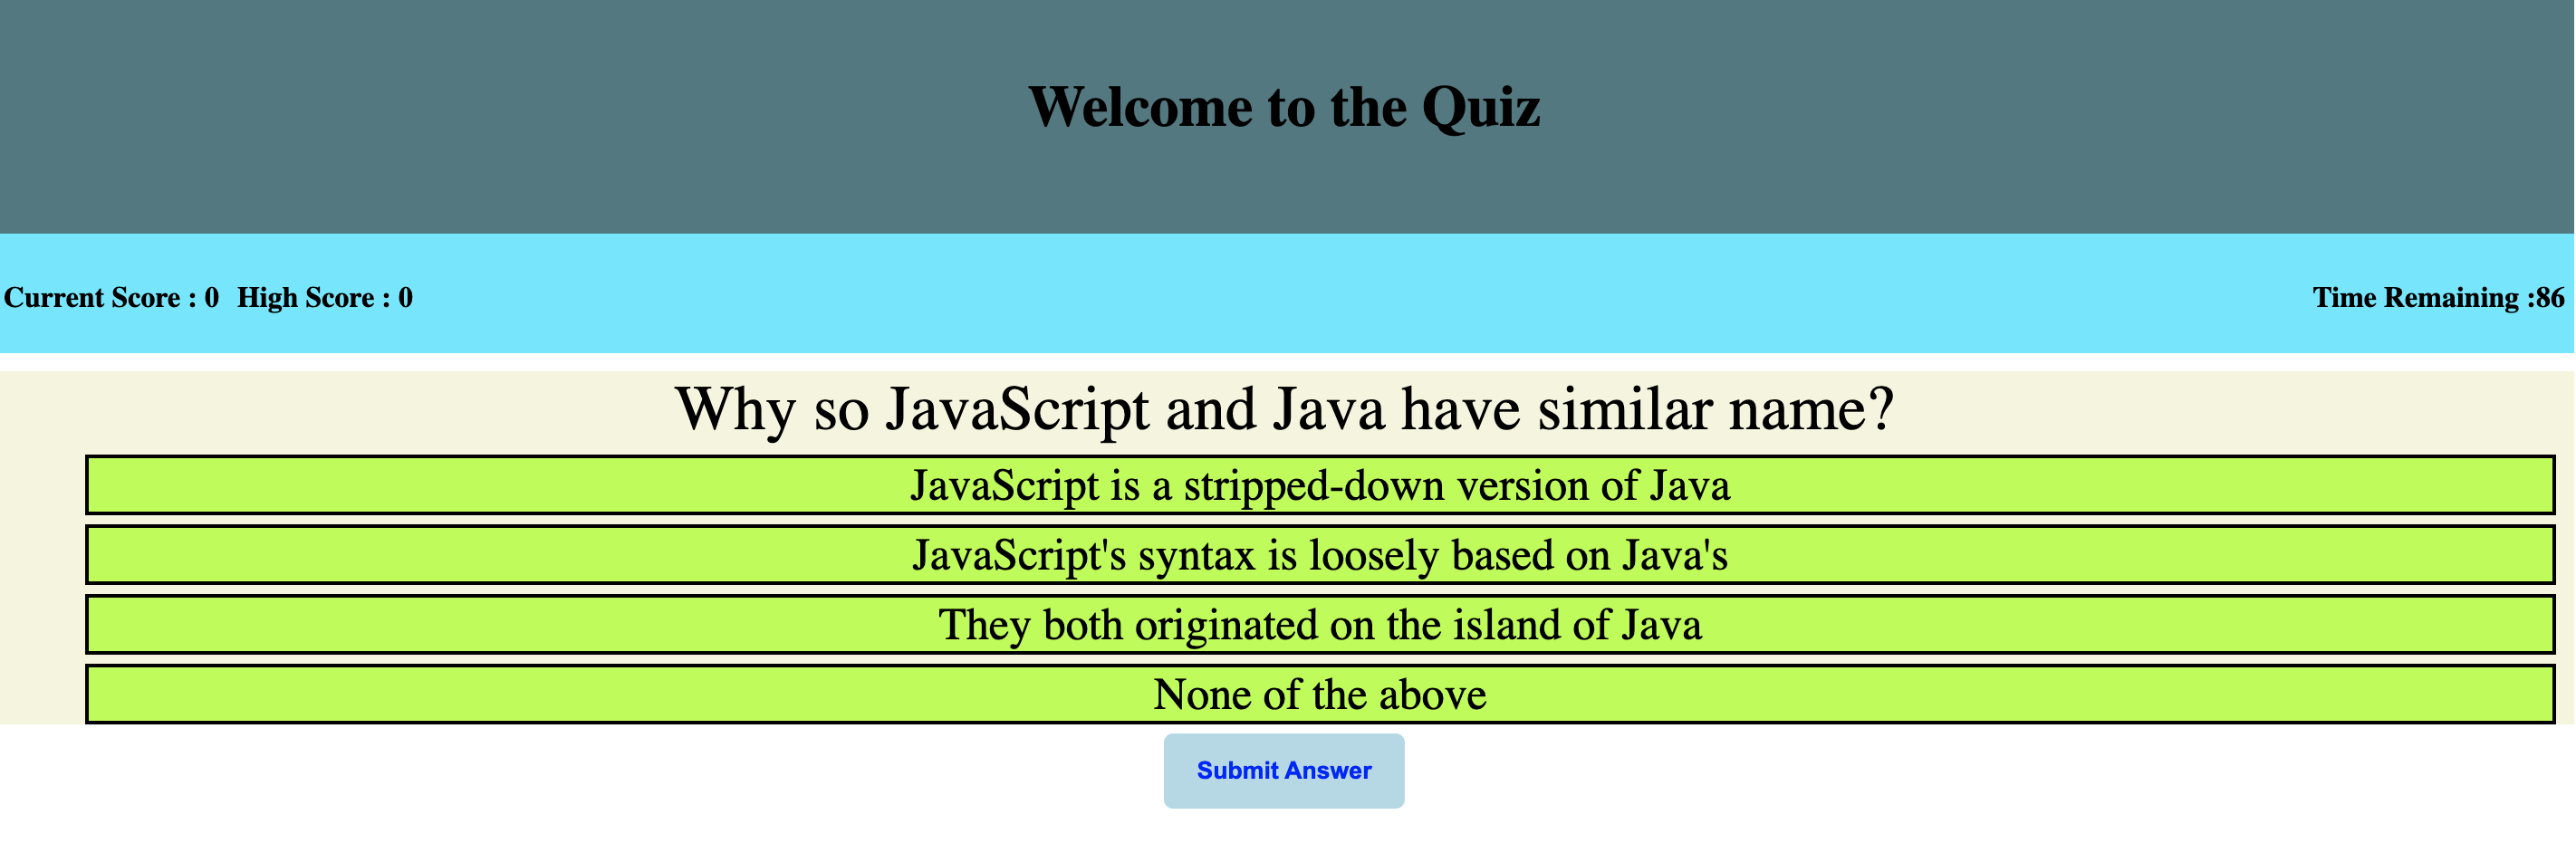 Welcome to the Quiz
Current Score : 0 High Score : 0 Time Remaining :86
Why so JavaScript and Java have similar name?
JavaScript is a stripped-down version of Java
JavaScript's syntax is loosely based on Java's
They both originated on the island of Java
None of the above
Submit Answer